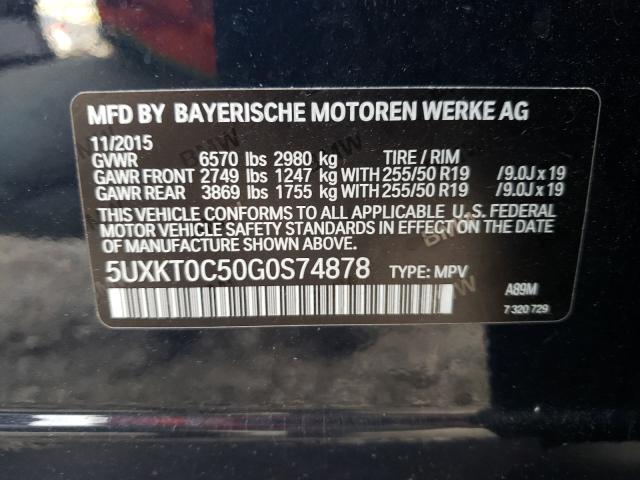 MFD BY BAYERISCHE MOTOREN WERKE AG
11/2015
GVWR 6570 lbs 2980 kg TIRE / RIM
GAWR FRONT 2749 lbs 1247 kg WITH 255/50 R19 /9.0J x 19
GAWR REAR 3869 lbs 1755 kg WITH 255/50 R19 /9.0J x 19
THIS VEHICLE CONFORMS TO ALL APPLICABLE U. S. FEDERAL
MOTOR VEHICLE SAFETY STANDARDS IN EFFECT ON THE DATE
OF MANUFACTURE SHOWN ABOVE.
5UXKT0C50G0S74878 TYPE: MPV
A89M
7 320 729